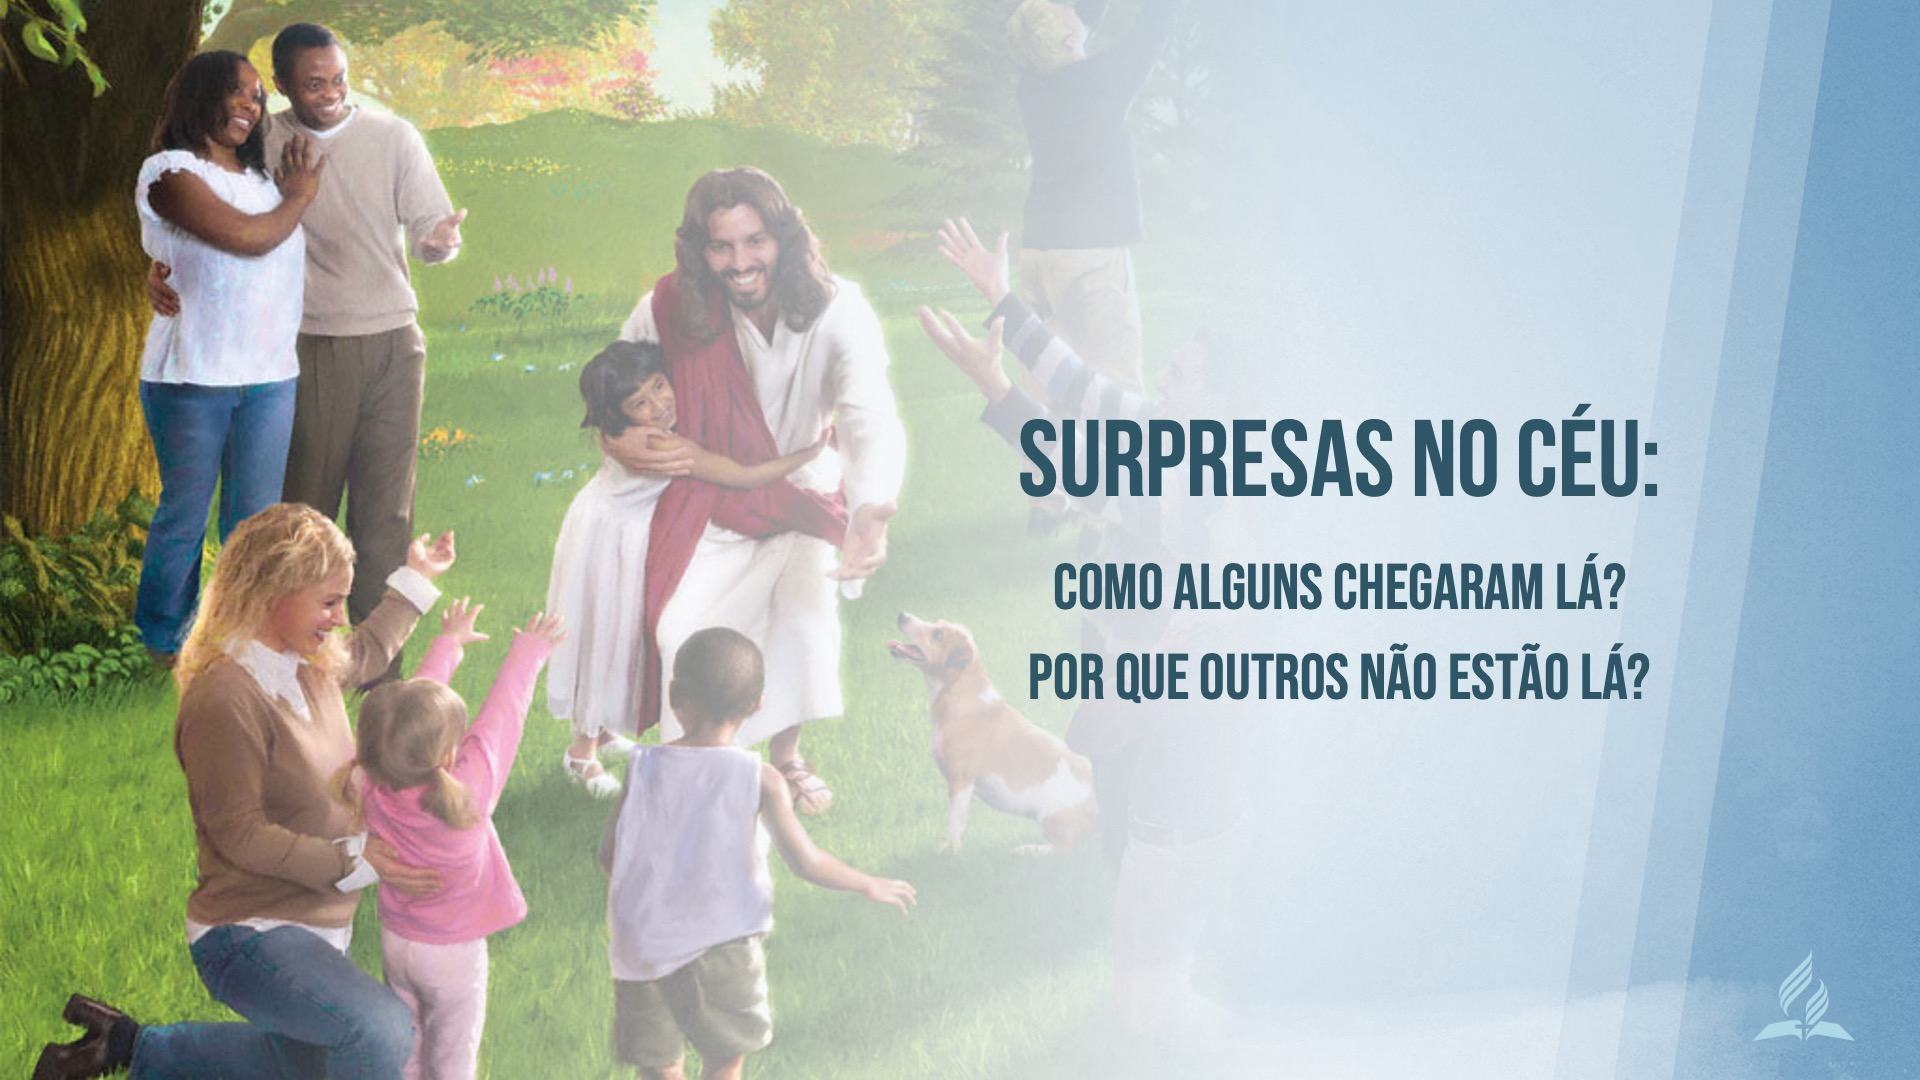 SURPRESAS NO CÉU:
COMO ALGUNS CHEGARAM LÁ?
POR QUE OUTROS NÃO ESTÃO LÁ?